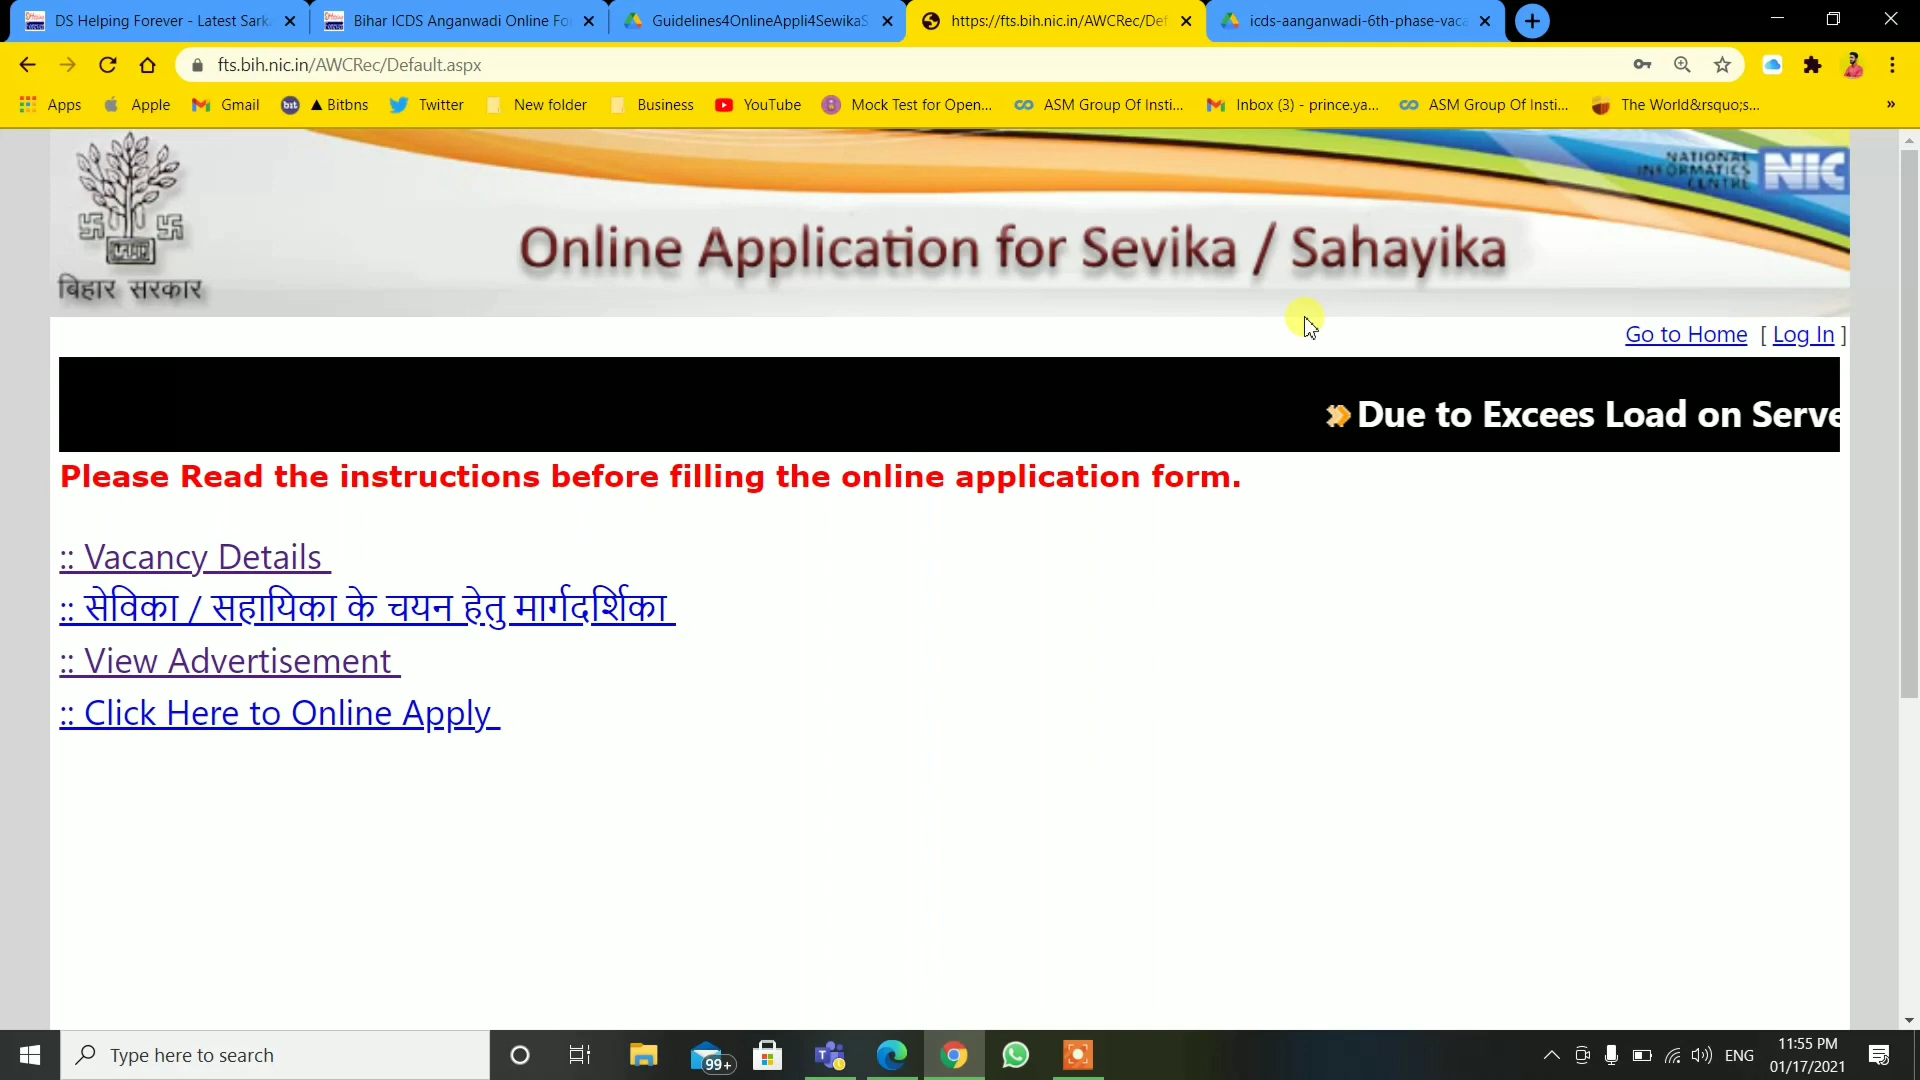 DS Helping Forever - Latest Sark
Bihar ICDS Anganwadi Online Fo
Guidelines4OnlineAppli4SewikaS
https://fts.bih.nic.in/AWCRec/Def
icds-aanganwadi-6th-phase-vaca
fts.bih.nic.in/AWCRec/Default.aspx
Apps Apple Gmail ▲ Bitbns Twitter New folder Business YouTube Mock Test for Open... ASM Group Of Insti... Inbox (3) - prince.ya... ASM Group Of Insti... The World&rsquo;s... »
NATIONAL INFORMATICS CENTRE NIC
Online Application for Sevika / Sahayika
बिहार सरकार
Go to Home [ Log In ]
Due to Excees Load on Serve
Please Read the instructions before filling the online application form.
:: Vacancy Details
:: सेविका / सहायिका के चयन हेतु मार्गदर्शिका
:: View Advertisement
:: Click Here to Online Apply
Type here to search
99+
ENG
11:55 PM
01/17/2021